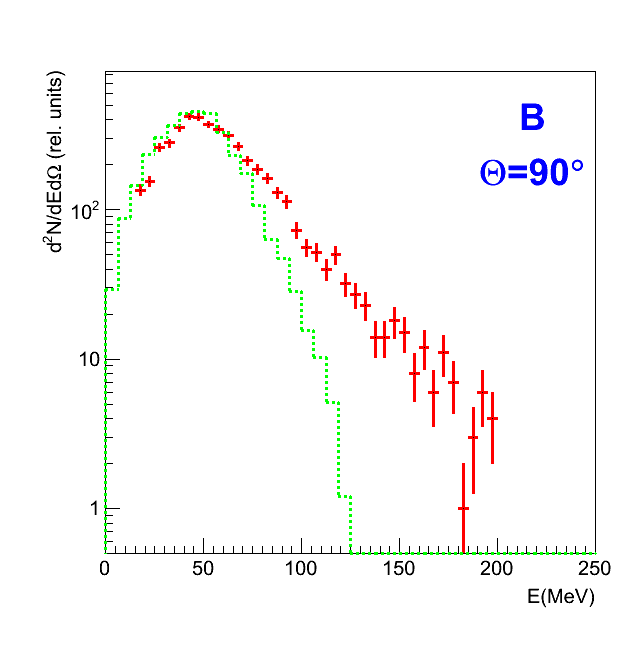 B
Θ=90°
d²N/dEdΩ (rel. units)
10²
10
1
0 50 100 150 200 250
E(MeV)